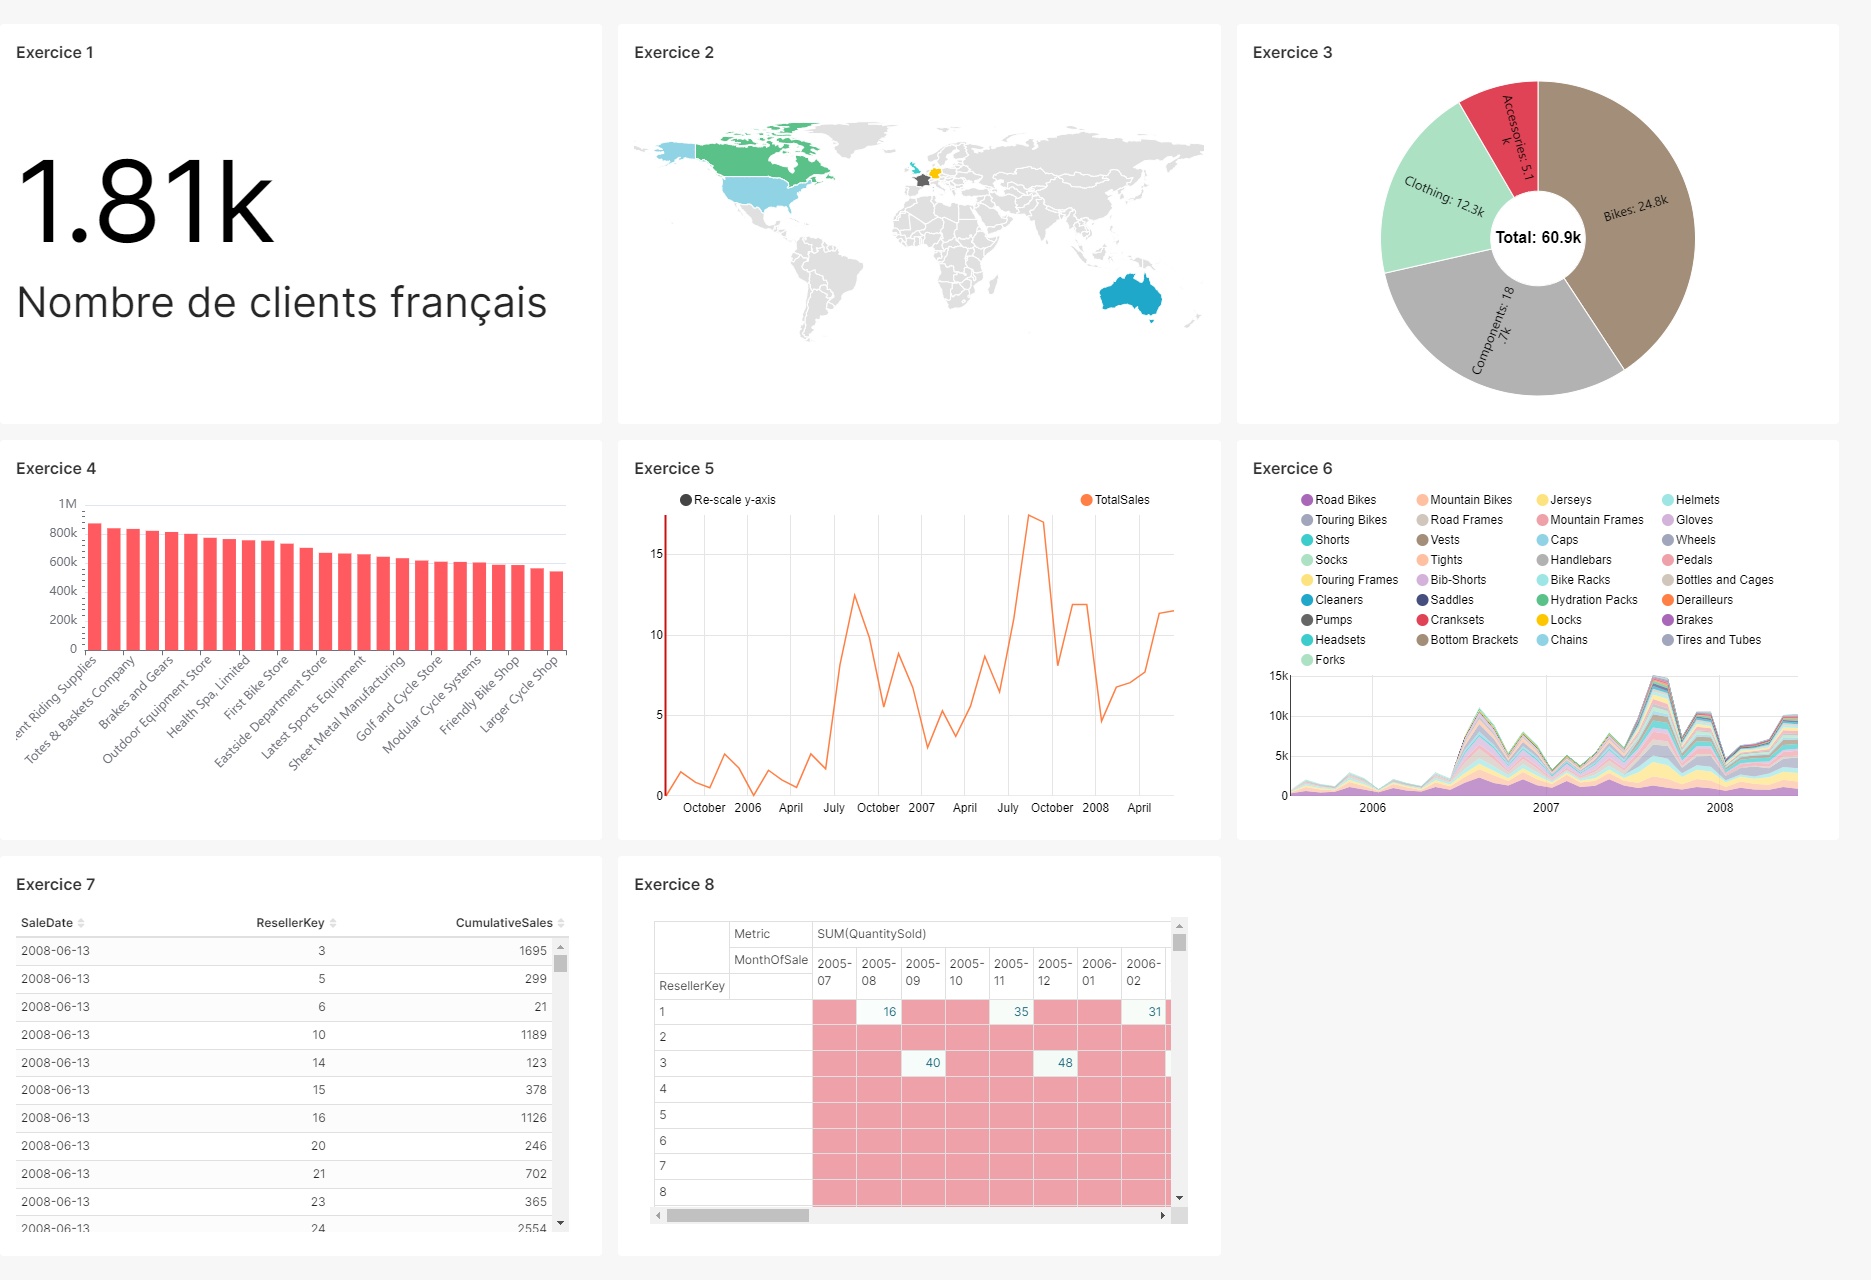 Exercice 1
1.81k
Nombre de clients français
Exercice 2
Exercice 3
Accessories: 5.1
k
Clothing: 12.3k
Bikes: 24.8k
Total: 60.9k
Components: 18
.7k
Exercice 4
1M
800k
600k
400k
200k
0
ent Riding Supplies
Totes & Baskets Company
Brakes and Gears
Outdoor Equipment Store
Health Spa, Limited
First Bike Store
Eastside Department Store
Latest Sports Equipment
Sheet Metal Manufacturing
Golf and Cycle Store
Modular Cycle Systems
Friendly Bike Shop
Larger Cycle Shop
Exercice 5
Re-scale y-axis TotalSales
15
10
5
0
October 2006 April July October 2007 April July October 2008 April
Exercice 6
Road Bikes Mountain Bikes Jerseys Helmets
Touring Bikes Road Frames Mountain Frames Gloves
Shorts Vests Caps Wheels
Socks Tights Handlebars Pedals
Touring Frames Bib-Shorts Bike Racks Bottles and Cages
Cleaners Saddles Hydration Packs Derailleurs
Pumps Cranksets Locks Brakes
Headsets Bottom Brackets Chains Tires and Tubes
Forks
15k
10k
5k
0
2006 2007 2008
Exercice 7
SaleDate ResellerKey CumulativeSales
2008-06-13 3 1695
2008-06-13 5 299
2008-06-13 6 21
2008-06-13 10 1189
2008-06-13 14 123
2008-06-13 15 378
2008-06-13 16 1126
2008-06-13 20 246
2008-06-13 21 702
2008-06-13 23 365
2008-06-13 24 2554
Exercice 8
Metric SUM(QuantitySold)
MonthOfSale 2005-07 2005-08 2005-09 2005-10 2005-11 2005-12 2006-01 2006-02
ResellerKey
1 16 35 31
2
3 40 48
4
5
6
7
8